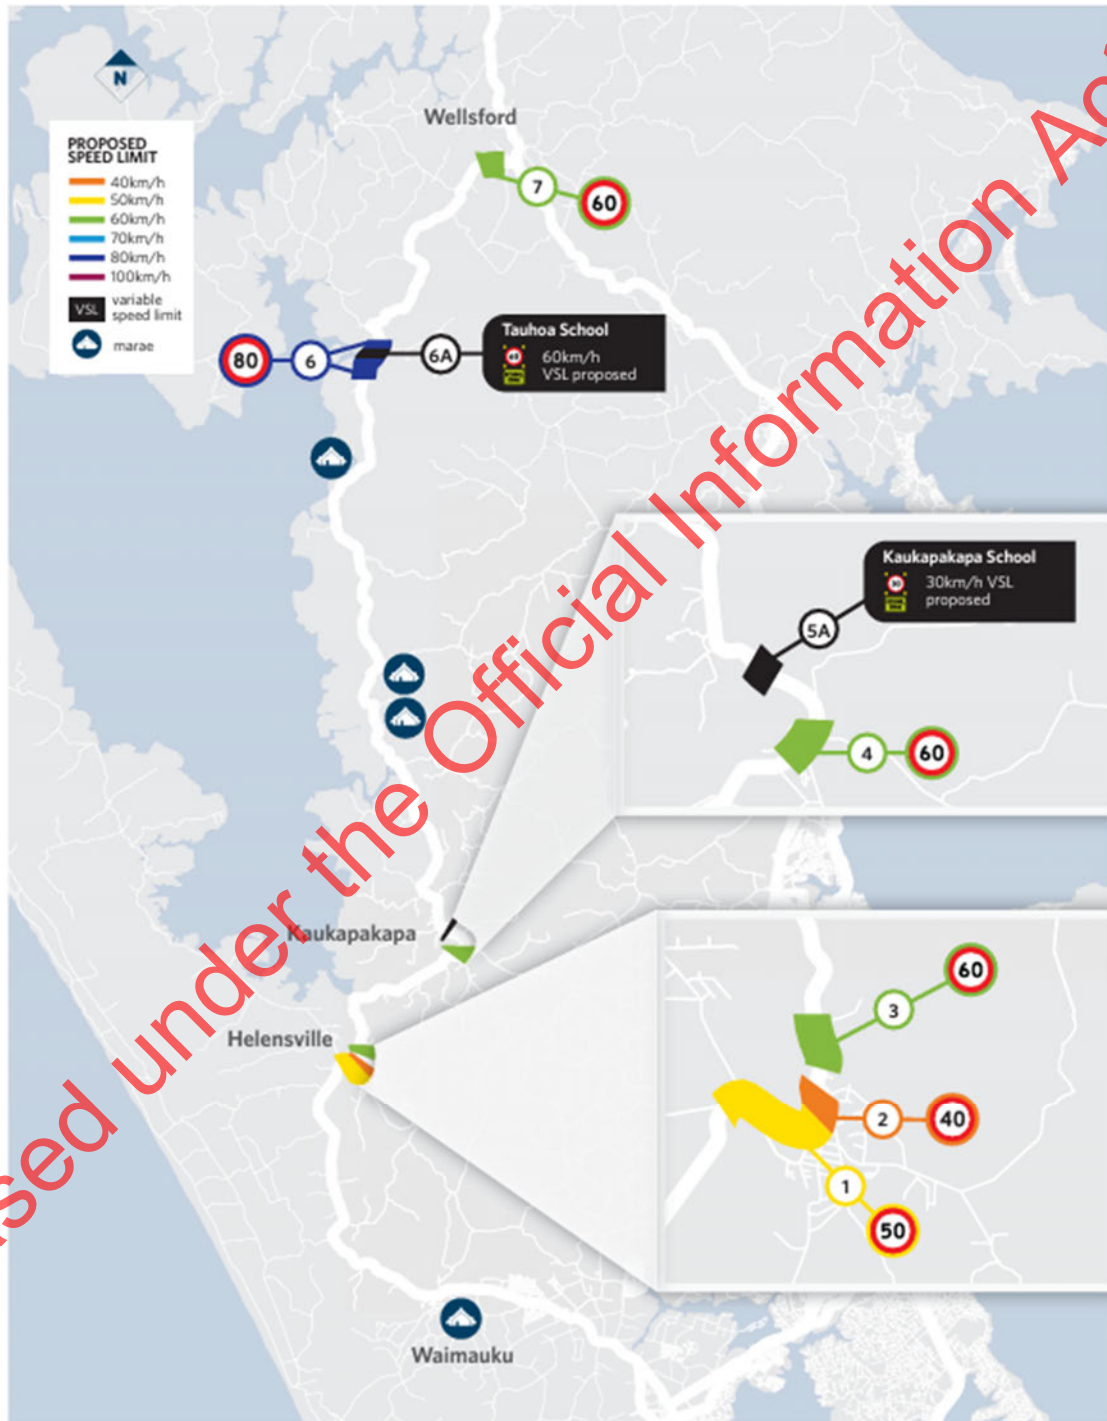 N
Wellsford
PROPOSED
SPEED LIMIT
40km/h
50km/h
60km/h
70km/h
80km/h
100km/h
VSL variable
speed limit
marae
7
60
80
6
6A
Tauhoa School
60km/h
VSL proposed
Kaukapakapa School
30km/h VSL
proposed
5A
4
60
Kaukapakapa
60
3
Helensville
2
40
1
50
Waimauku
under the Official Information